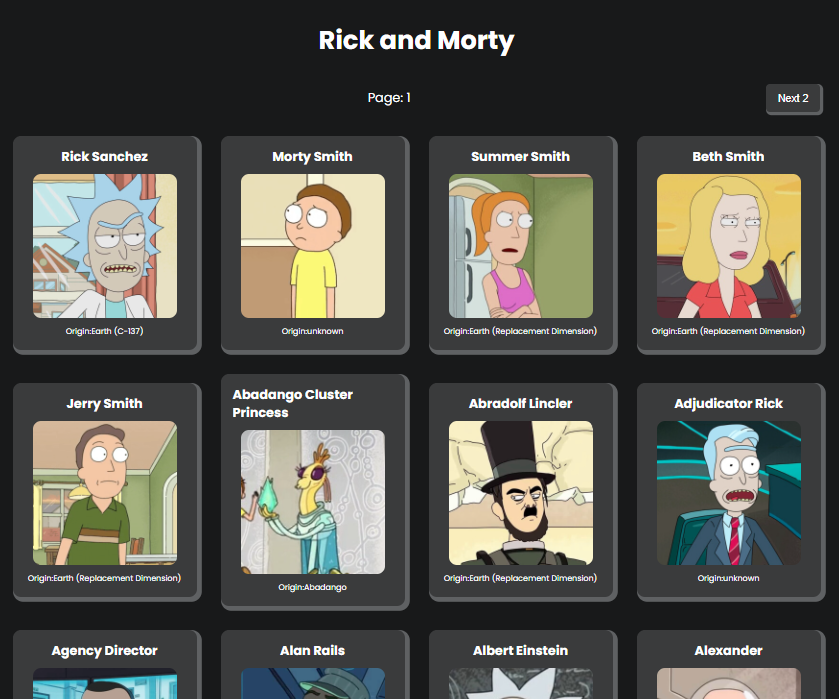 Rick and Morty
Page: 1
Next 2
Rick Sanchez
Morty Smith
Summer Smith
Beth Smith
Origin:Earth (C-137)
Origin:unknown
Origin:Earth (Replacement Dimension)
Origin:Earth (Replacement Dimension)
Jerry Smith
Abadango Cluster
Princess
Abradolf Lincler
Adjudicator Rick
Origin:Earth (Replacement Dimension)
Origin:Abadango
Origin:Earth (Replacement Dimension)
Origin:unknown
Agency Director
Alan Rails
Albert Einstein
Alexander